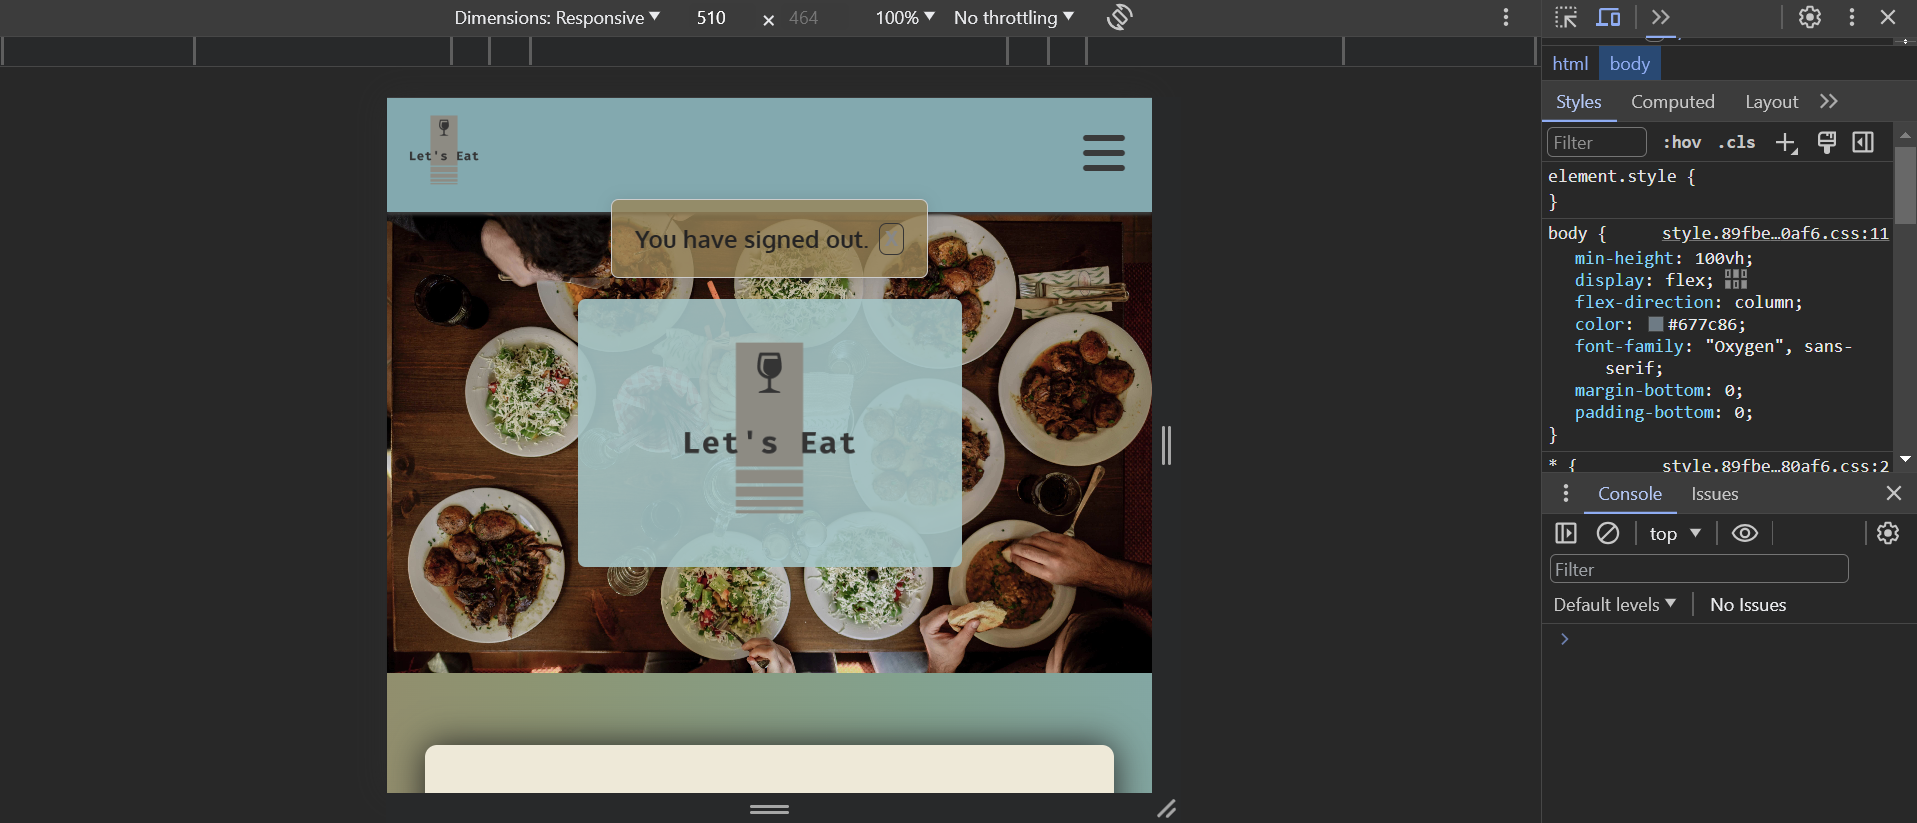 Dimensions: Responsive ▼ 510 × 464 100% ▼ No throttling ▼
html body
Styles Computed Layout
Filter :hov .cls
element.style {
}
body { style.89fbe…0af6.css:11
min-height: 100vh;
display: flex;
flex-direction: column;
color: #677c86;
font-family: "Oxygen", sans-
serif;
margin-bottom: 0;
padding-bottom: 0;
}
* { style.89fbe…80af6.css:2
Console Issues
top ▼
Filter
Default levels ▼ No Issues
Let's Eat
You have signed out.
Let's Eat